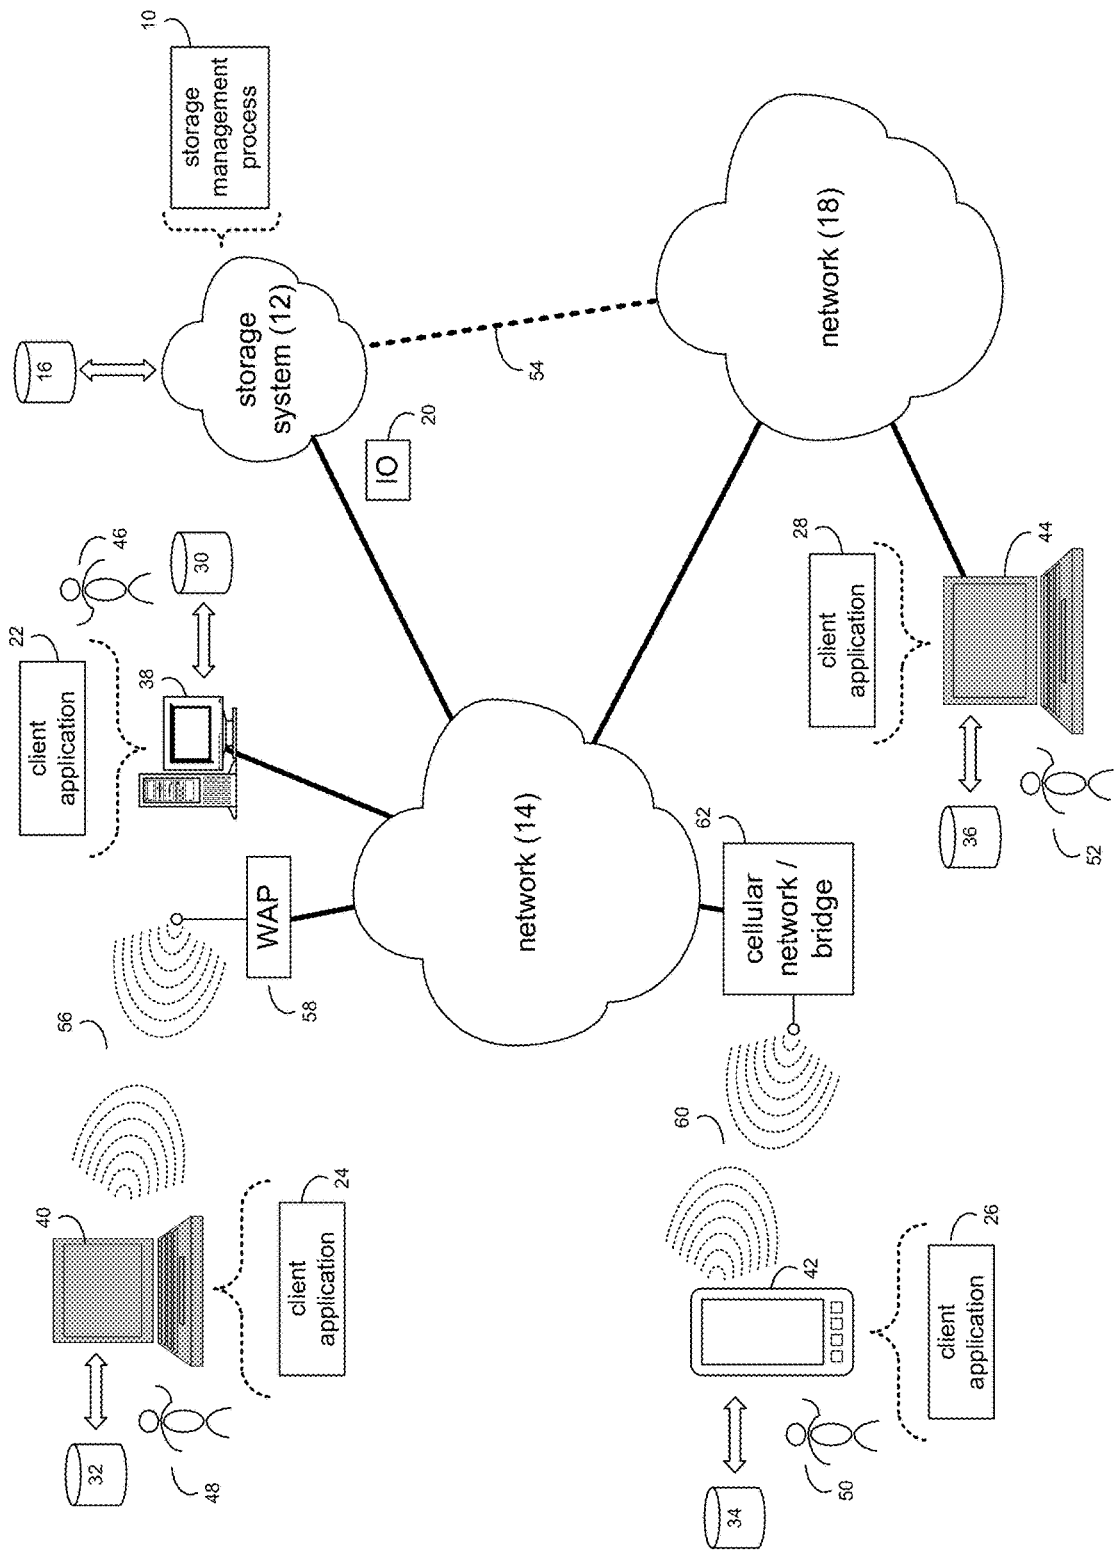 32
48
40
24
client
application
56
WAP
58
22
client
application
38
46
30
16
10
storage
management
process
storage
system (12)
IO
20
54
network (14)
network (18)
34
50
42
26
client
application
60
62
cellular
network /
bridge
28
client
application
44
36
52